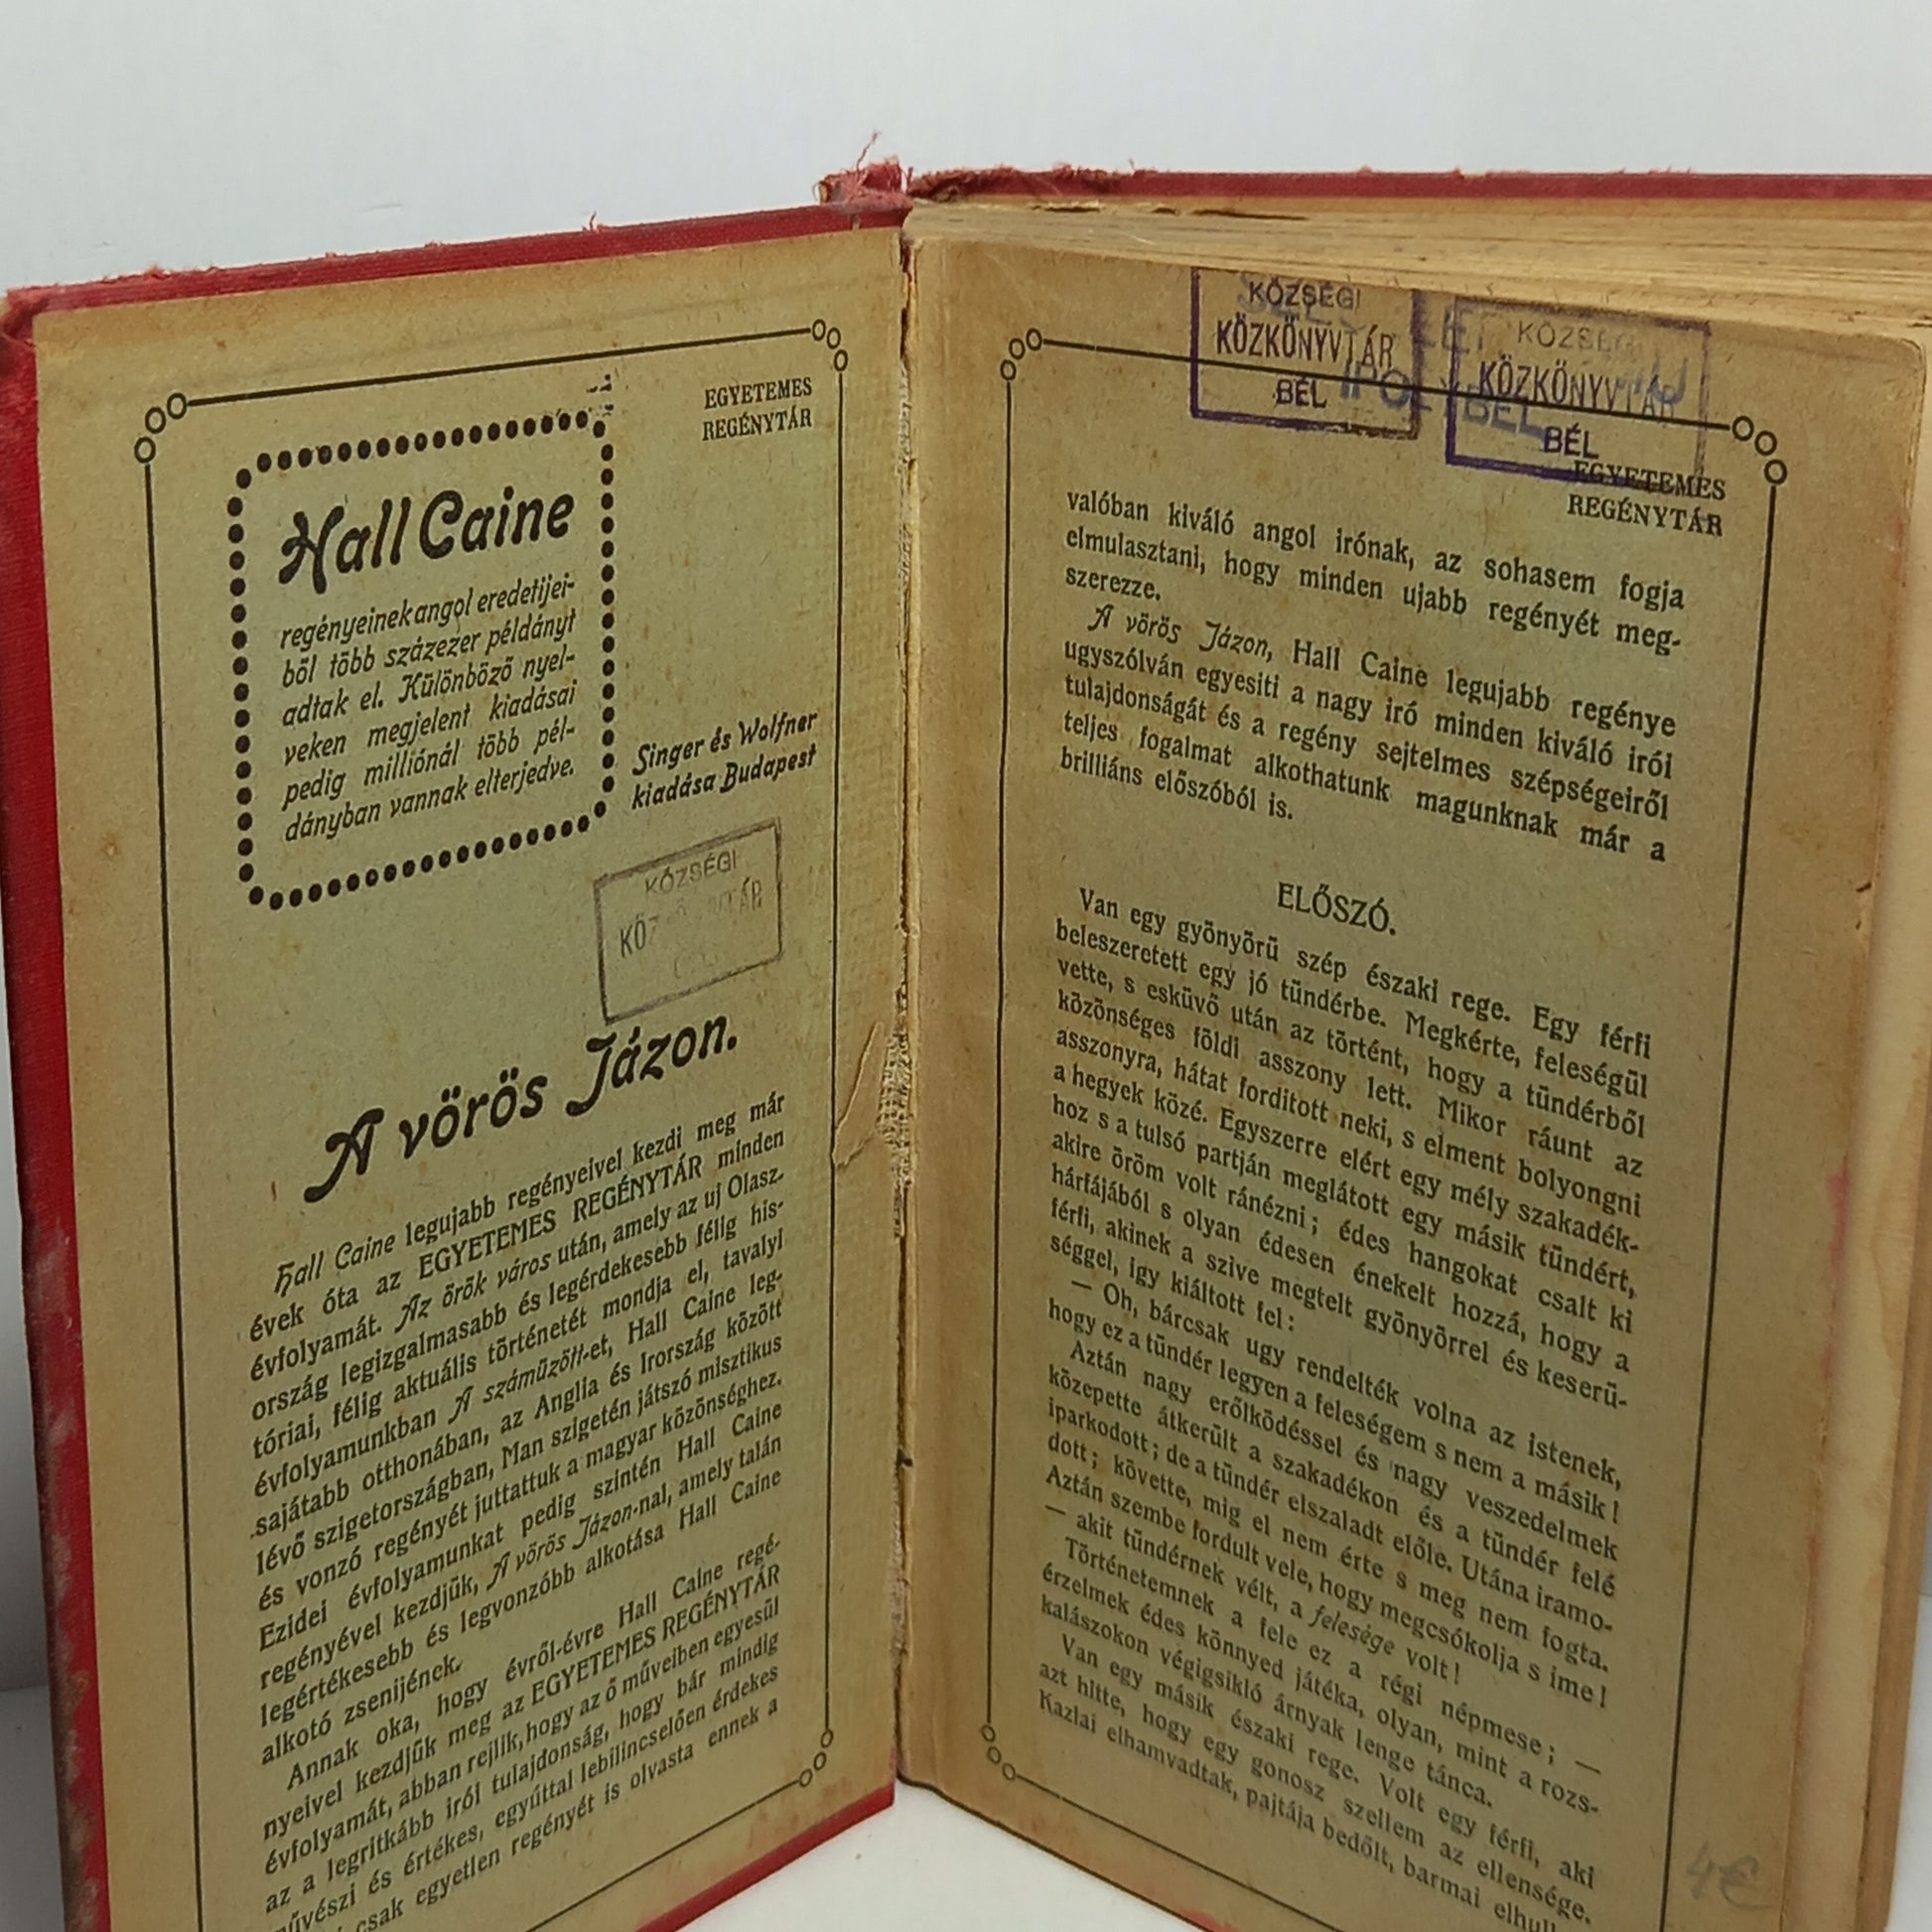 EGYETEMES
REGÉNYTÁR
Hall Caine
regényeinek angol eredetijei-
ből több százezer példányt
adtak el. Különböző nyel-
veken megjelent kiadásai
pedig milliónál több pél-
dányban vannak elterjedve.
Singer és Wolfner
kiadása Budapest
KÖZSÉGI
A vörös Jázon.
Hall Caine legujabb regényeivel kezdi meg már
évek óta az EGYETEMES REGÉNYTÁR minden
évfolyamát. Az örök város után, amely az uj Olasz-
ország legizgalmasabb és legérdekesebb félig his-
tóriai, félig aktuális történetét mondja el, tavalyi
évfolyamunkban A száműzött-et, Hall Caine leg-
sajátabb otthonában, az Anglia és Irország között
lévő szigetországban, Man szigetén játszó misztikus
és vonzó regényét juttattuk a magyar közönséghez.
Ezidei évfolyamunkat pedig szintén Hall Caine
regényével kezdjük, A vörös Jázon-nal, amely talán
legértékesebb és legvonzóbb alkotása Hall Caine
alkotó zsenijének.
Annak oka, hogy évről-évre Hall Caine regé-
nyeivel kezdjük meg az EGYETEMES REGÉNYTÁR
évfolyamát, abban rejlik, hogy az ő műveiben egyesül
az a legritkább irói tulajdonság, hogy bár mindig
művészi és értékes, egyúttal lebilincselően érdekes
csak egyetlen regényét is olvasta ennek a
KÖZSÉGI
KÖZKÖNYVTÁR
BÉL
KÖZSÉGI
KÖZKÖNYVTÁR
BÉL
IPOLYBÉL
EGYETEMES
REGÉNYTÁR
valóban kiváló angol irónak, az sohasem fogja
elmulasztani, hogy minden ujabb regényét meg-
szerezze.
A vörös Jázon, Hall Caine legujabb regénye
ugyszólván egyesiti a nagy iró minden kiváló irói
tulajdonságát és a regény sejtelmes szépségeiről
teljes fogalmat alkothatunk magunknak már a
brilliáns előszóból is.
ELŐSZÓ.
Van egy gyönyörü szép északi rege. Egy férfi
beleszeretett egy jó tündérbe. Megkérte, feleségül
vette, s esküvő után az történt, hogy a tündérből
közönséges földi asszony lett. Mikor ráunt az
asszonyra, hátat forditott neki, s elment bolyongni
a hegyek közé. Egyszerre elért egy mély szakadék-
hoz s a tulsó partján meglátott egy másik tündért,
akire öröm volt ránézni; édes hangokat csalt ki
hárfájából s olyan édesen énekelt hozzá, hogy a
férfi, akinek a szive megtelt gyönyörrel és keserü-
séggel, igy kiáltott fel:
— Oh, bárcsak ugy rendelték volna az istenek,
hogy ez a tündér legyen a feleségem s nem a másik!
Aztán nagy erőlködéssel és nagy veszedelmek
közepette átkerült a szakadékon és a tündér felé
iparkodott; de a tündér elszaladt előle. Utána iramo-
dott; követte, mig el nem érte s meg nem fogta.
Aztán szembe fordult vele, hogy megcsókolja s ime!
— akit tündérnek vélt, a felesége volt!
Történetemnek a fele ez a régi népmese; —
érzelmek édes könnyed játéka, olyan, mint a rozs-
kalászokon végigsikló árnyak lenge tánca.
Van egy másik északi rege. Volt egy férfi, aki
azt hitte, hogy egy gonosz szellem az ellensége.
Kazlai elhamvadtak, pajtája bedőlt, barmai elhull
4€